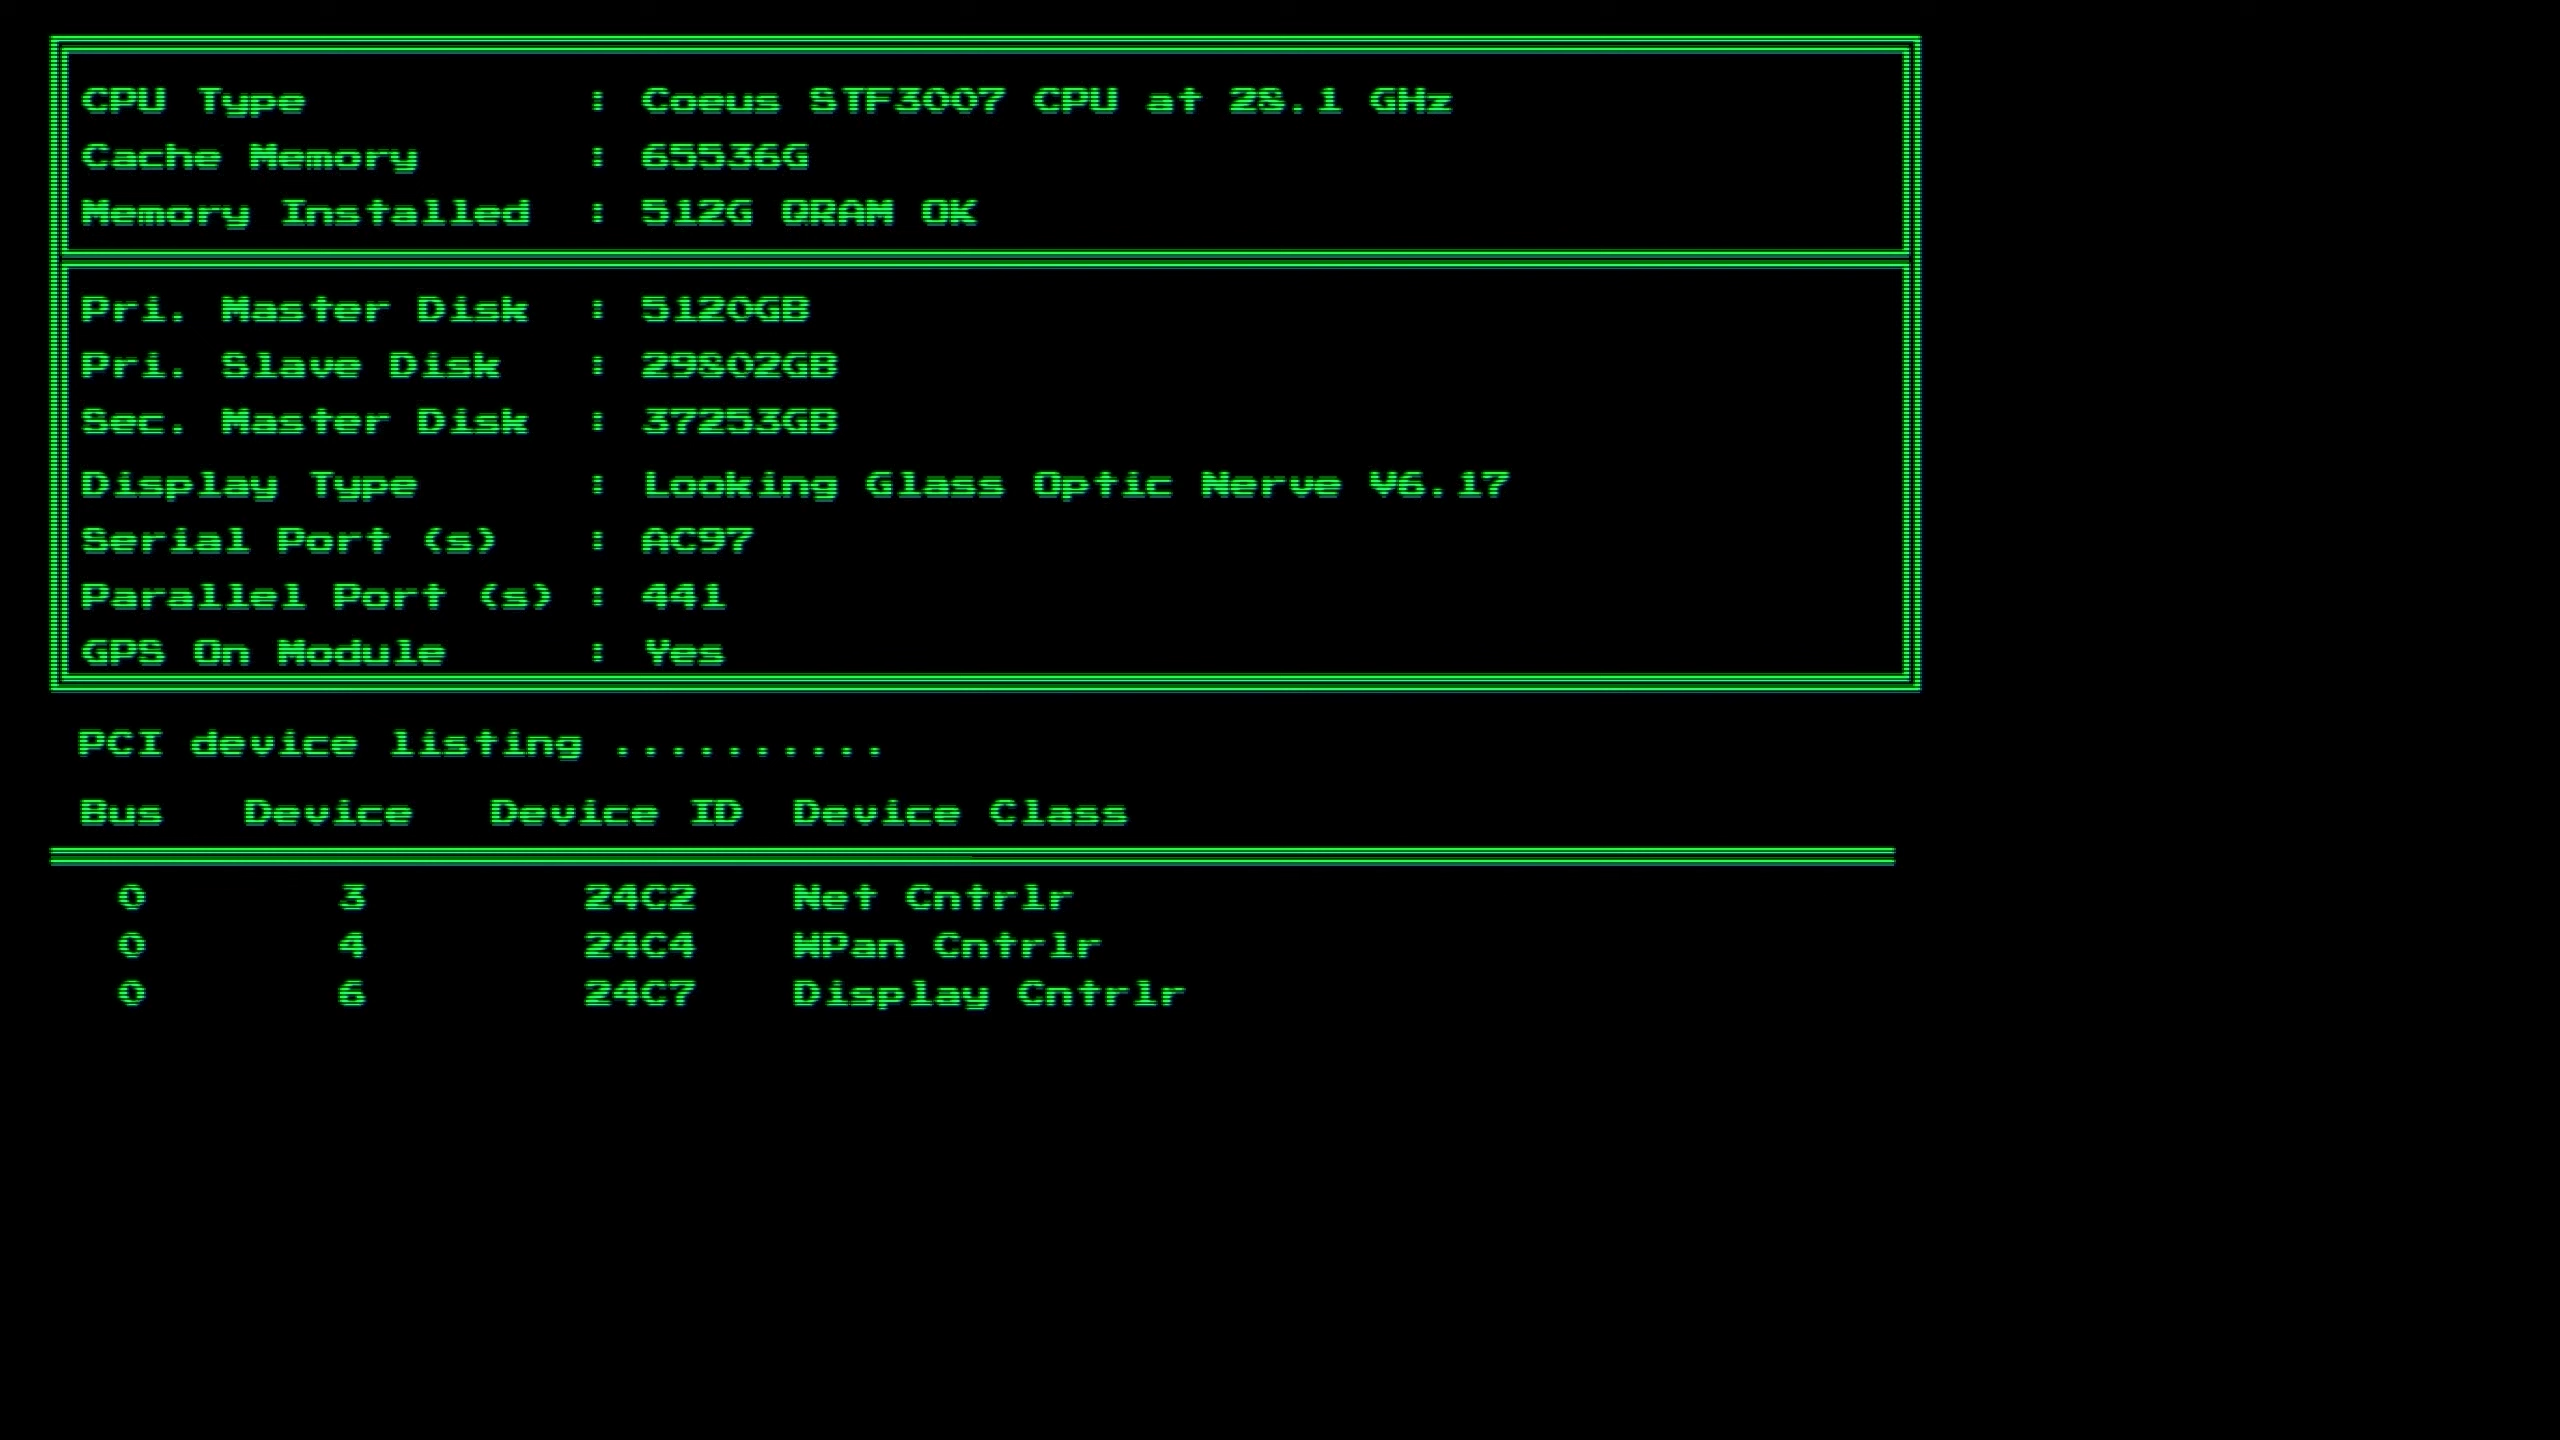 CPU Type : Coeus STF3007 CPU at 28.1 GHz
Cache Memory : 65536G
Memory Installed : 512G QRAM OK
Pri. Master Disk : 5120GB
Pri. Slave Disk : 29802GB
Sec. Master Disk : 37253GB
Display Type : Looking Glass Optic Nerve V6.17
Serial Port (s) : AC97
Parallel Port (s) : 441
GPS On Module : Yes
PCI device listing ..........
Bus Device Device ID Device Class
0 3 24C2 Net Cntrlr
0 4 24C4 WPan Cntrlr
0 6 24C7 Display Cntrlr